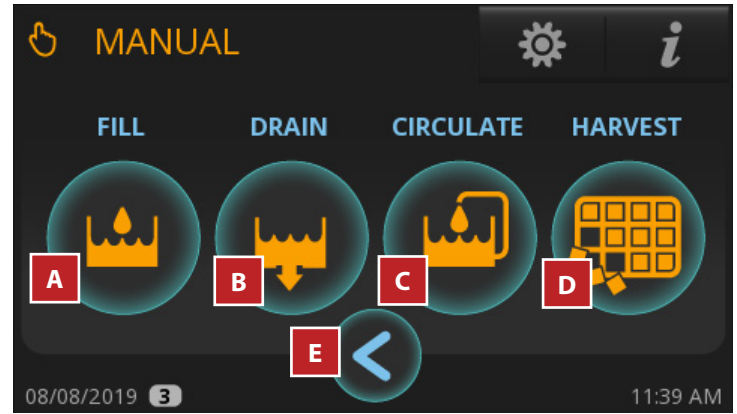 MANUAL i
FILL DRAIN CIRCULATE HARVEST
A B C D
E <
08/08/2019 3 11:39 AM